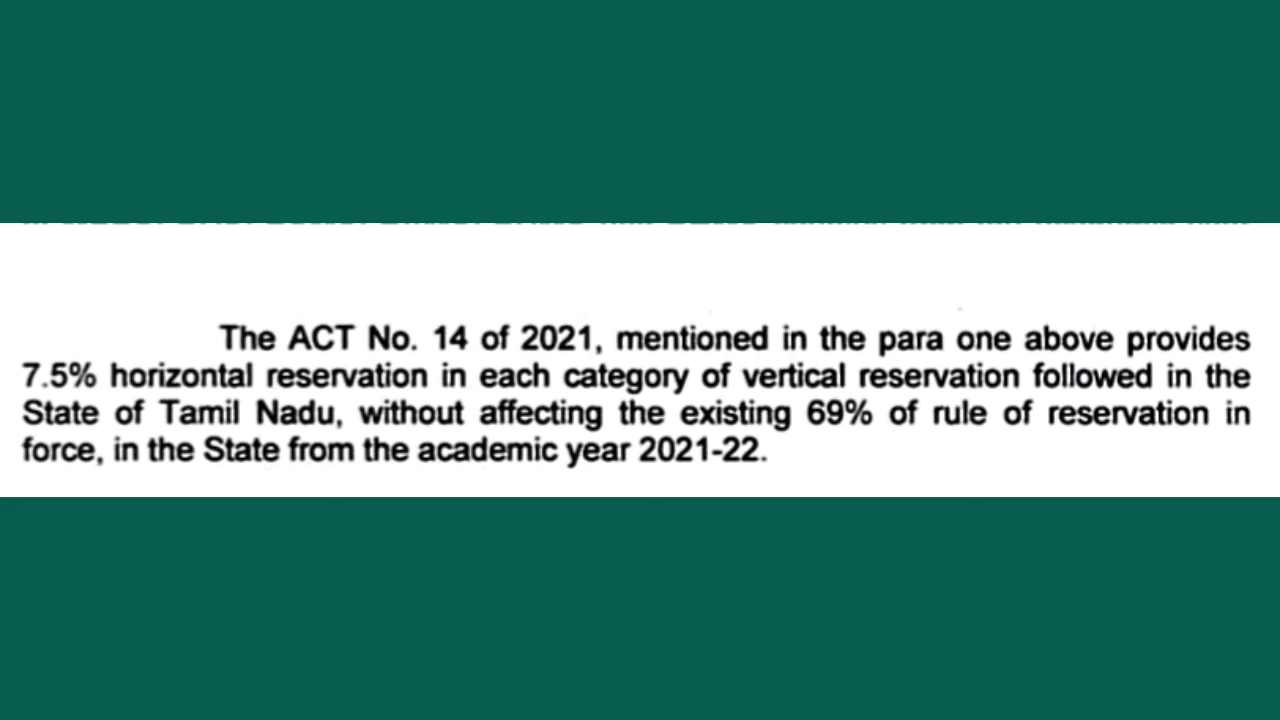 The ACT No. 14 of 2021, mentioned in the para one above provides
7.5% horizontal reservation in each category of vertical reservation followed in the
State of Tamil Nadu, without affecting the existing 69% of rule of reservation in
force, in the State from the academic year 2021-22.